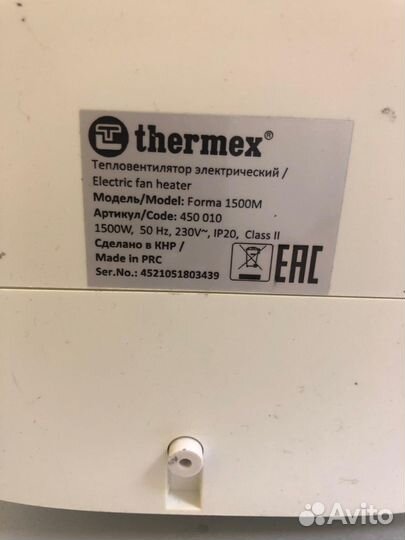 thermex®
Тепловентилятор электрический /
Electric fan heater
Модель/Model: Forma 1500M
Артикул/Code: 450 010
1500W, 50 Hz, 230V~, IP20, Class II
Сделано в КНР /
Made in PRC
Ser.No.: 4521051803439
EAC
Avito